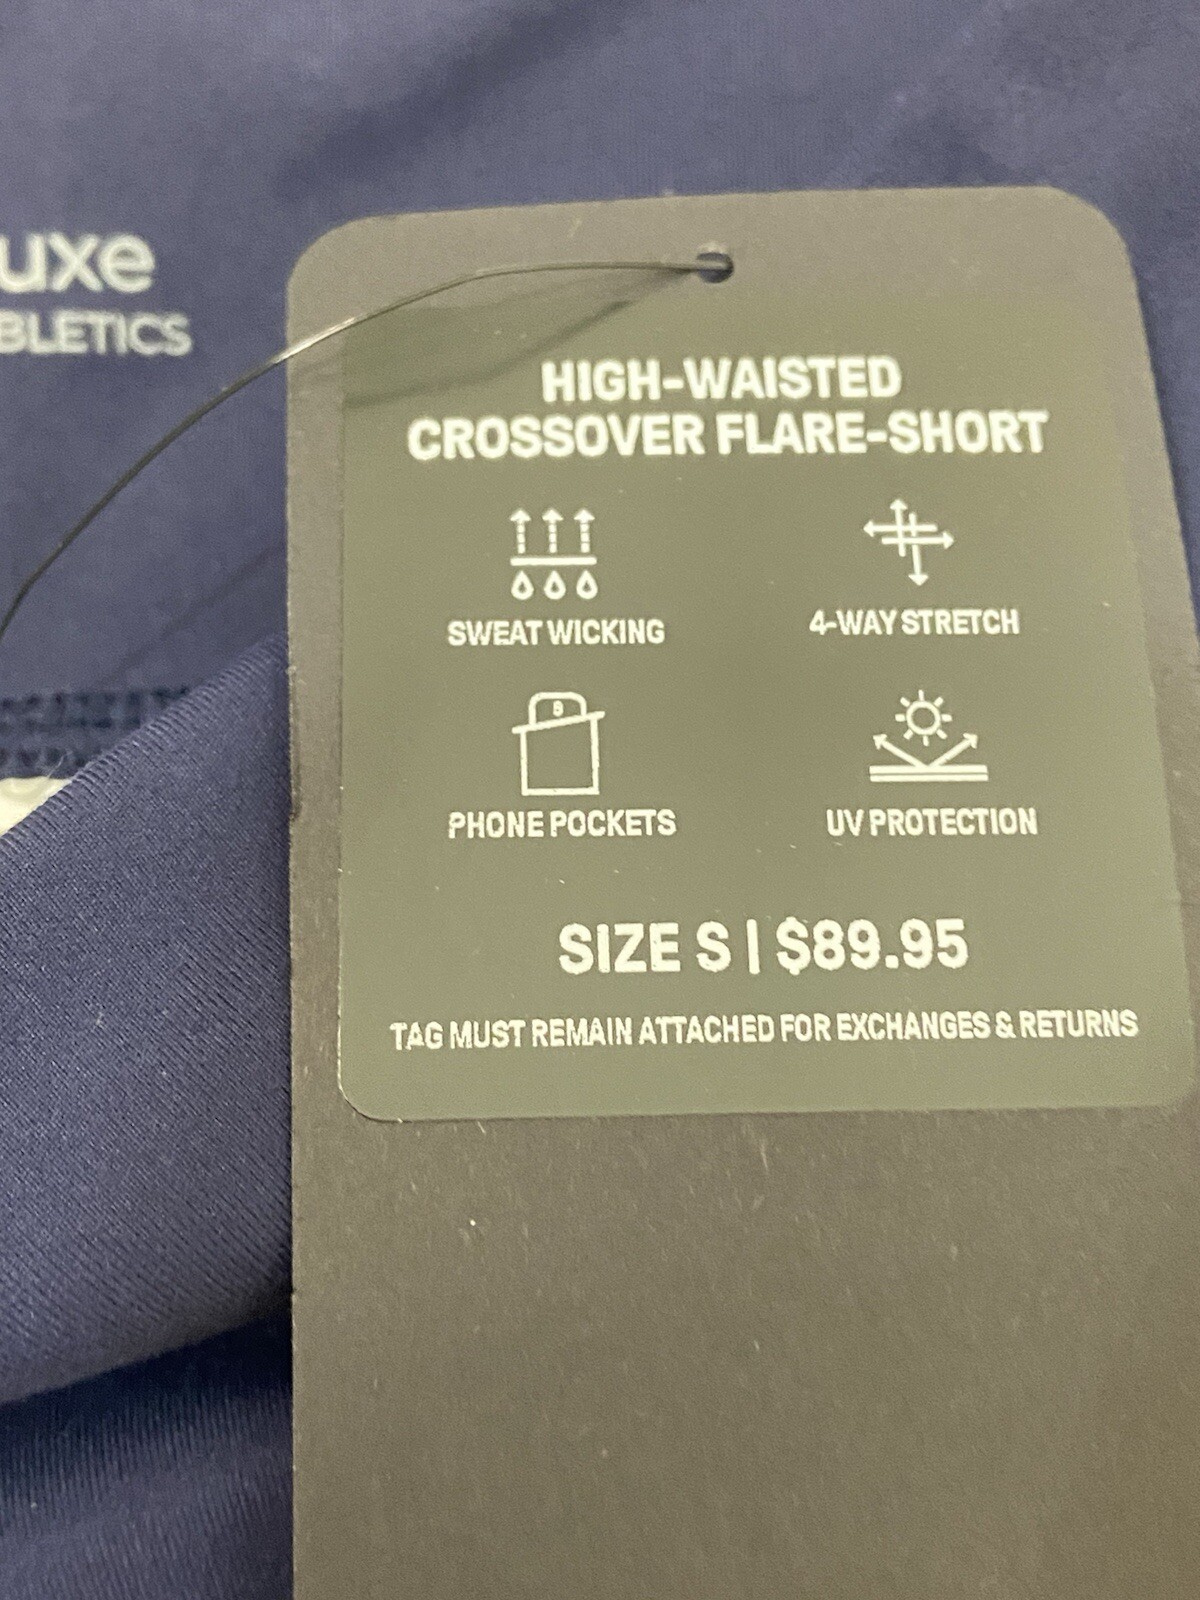 uxe
BLETICS
HIGH-WAISTED
CROSSOVER FLARE-SHORT
SWEAT WICKING
4-WAY STRETCH
PHONE POCKETS
UV PROTECTION
SIZE S | $89.95
TAG MUST REMAIN ATTACHED FOR EXCHANGES & RETURNS